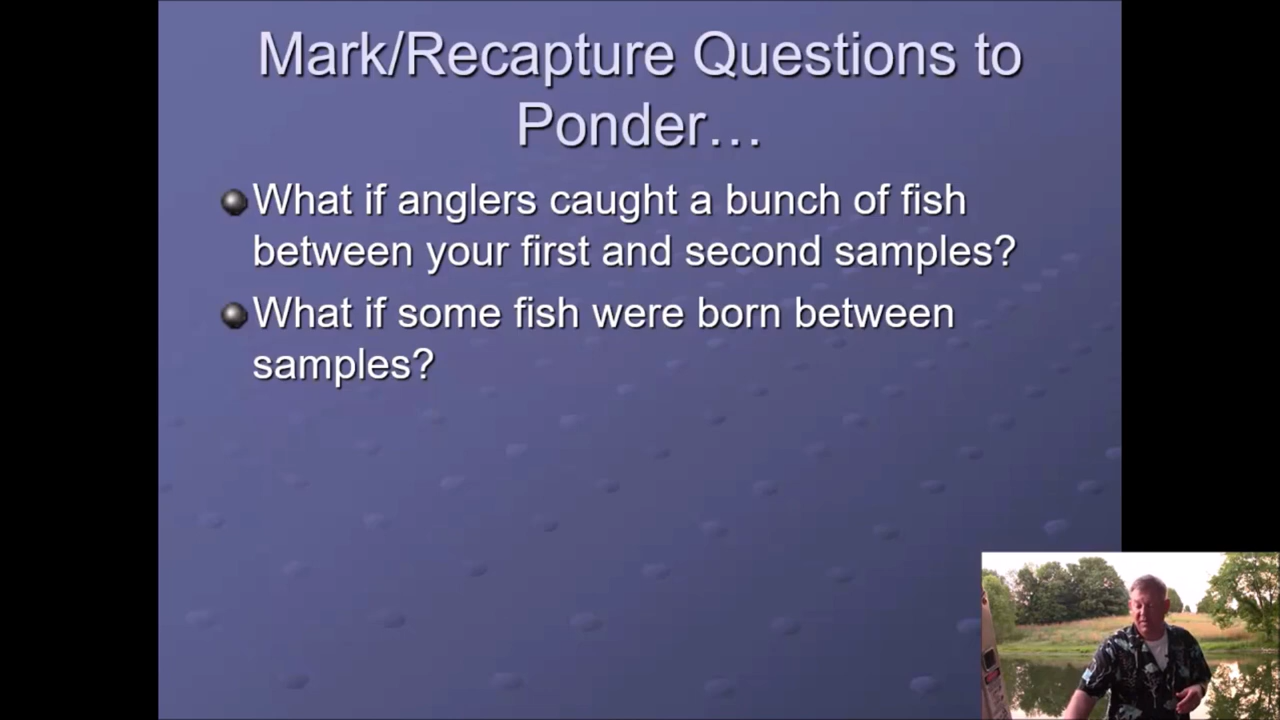 Mark/Recapture Questions to
Ponder…
What if anglers caught a bunch of fish
between your first and second samples?
What if some fish were born between
samples?